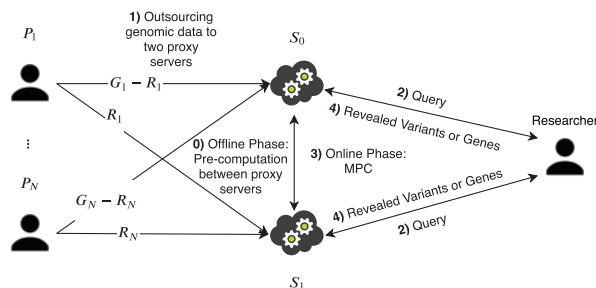 P1
1) Outsourcing
genomic data to
two proxy
servers
S0
G1 − R1
R1
2) Query
4) Revealed Variants or Genes
Researcher
...
0) Offline Phase:
Pre-computation
between proxy
servers
3) Online Phase:
MPC
PN
GN − RN
RN
4) Revealed Variants or Genes
2) Query
S1